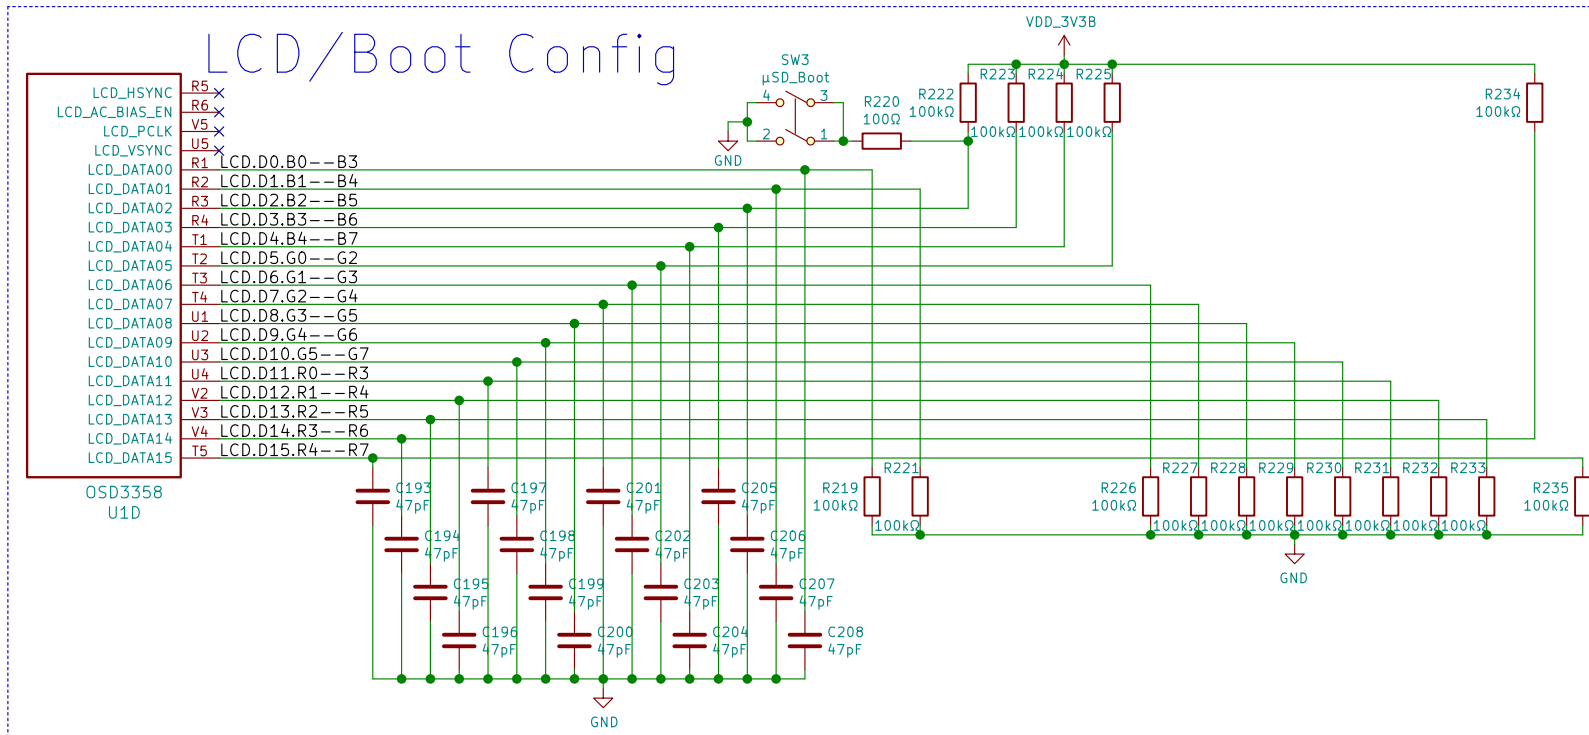 LCD/Boot Config
VDD_3V3B
SW3
µSD_Boot
4
3
2
1
GND
R220
100Ω
R222
100kΩ
R223
100kΩ
R224
100kΩ
R225
100kΩ
R234
100kΩ
LCD_HSYNC R5
LCD_AC_BIAS_EN R6
LCD_PCLK V5
LCD_VSYNC U5
LCD_DATA00 R1 LCD.D0.B0--B3
LCD_DATA01 R2 LCD.D1.B1--B4
LCD_DATA02 R3 LCD.D2.B2--B5
LCD_DATA03 R4 LCD.D3.B3--B6
LCD_DATA04 T1 LCD.D4.B4--B7
LCD_DATA05 T2 LCD.D5.G0--G2
LCD_DATA06 T3 LCD.D6.G1--G3
LCD_DATA07 T4 LCD.D7.G2--G4
LCD_DATA08 U1 LCD.D8.G3--G5
LCD_DATA09 U2 LCD.D9.G4--G6
LCD_DATA10 U3 LCD.D10.G5--G7
LCD_DATA11 U4 LCD.D11.R0--R3
LCD_DATA12 V2 LCD.D12.R1--R4
LCD_DATA13 V3 LCD.D13.R2--R5
LCD_DATA14 V4 LCD.D14.R3--R6
LCD_DATA15 T5 LCD.D15.R4--R7
OSD3358
U1D
C193
47pF
C194
47pF
C195
47pF
C196
47pF
C197
47pF
C198
47pF
C199
47pF
C200
47pF
C201
47pF
C202
47pF
C203
47pF
C204
47pF
C205
47pF
C206
47pF
C207
47pF
C208
47pF
GND
R219
100kΩ
R221
100kΩ
R226
100kΩ
R227
100kΩ
R228
100kΩ
R229
100kΩ
R230
100kΩ
R231
100kΩ
R232
100kΩ
R233
100kΩ
R235
100kΩ
GND